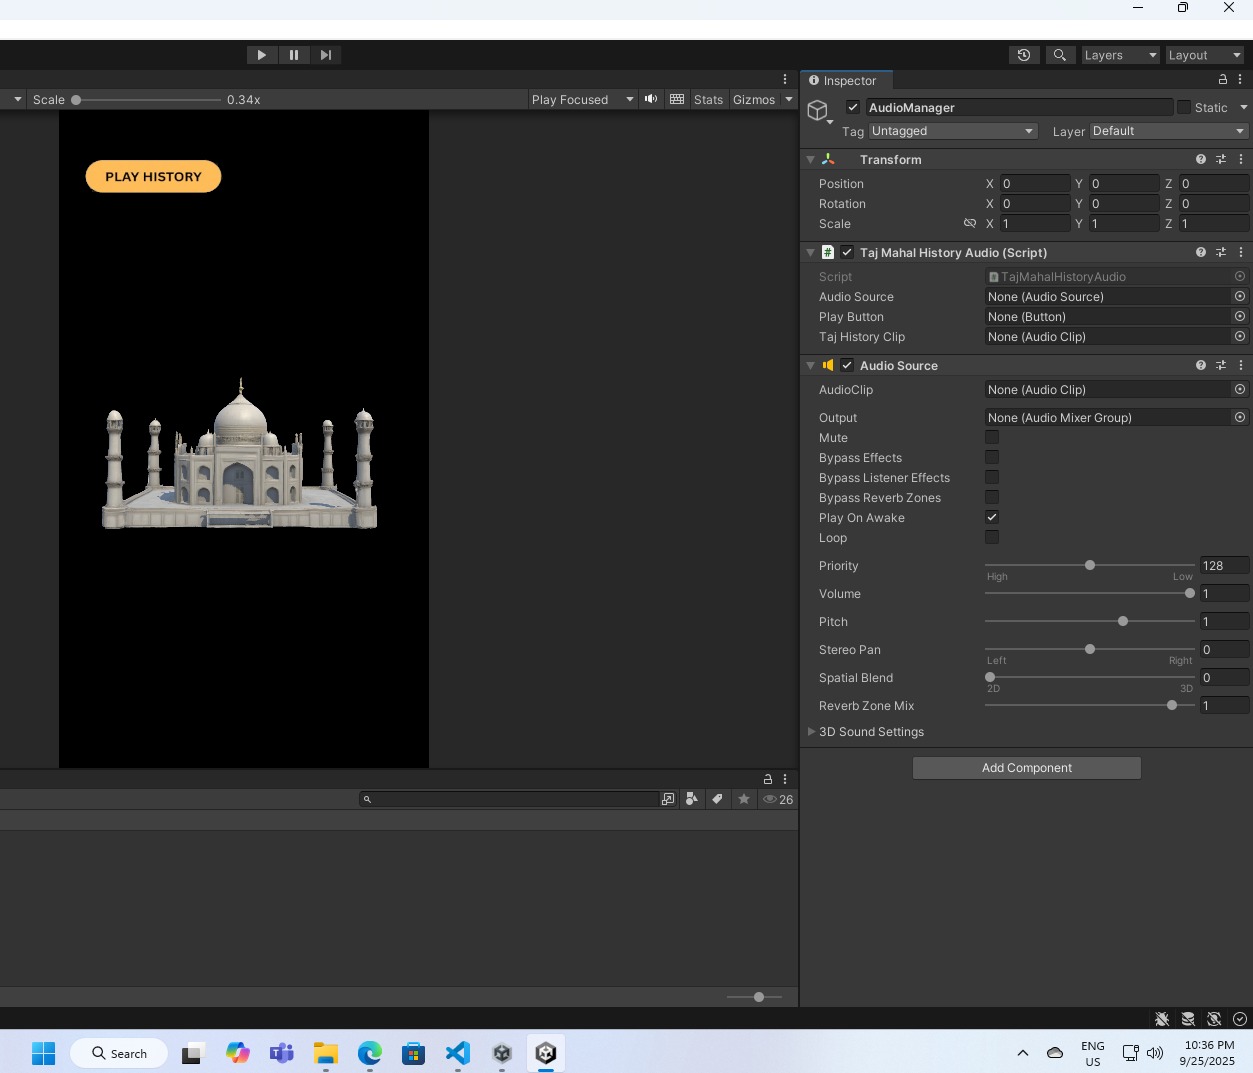 Layers
Layout
Scale
0.34x
Play Focused
Stats
Gizmos
PLAY HISTORY
26
Inspector
AudioManager
Static
Tag Untagged
Layer Default
Transform
Position X 0 Y 0 Z 0
Rotation X 0 Y 0 Z 0
Scale X 1 Y 1 Z 1
# Taj Mahal History Audio (Script)
Script TajMahalHistoryAudio
Audio Source None (Audio Source)
Play Button None (Button)
Taj History Clip None (Audio Clip)
Audio Source
AudioClip None (Audio Clip)
Output None (Audio Mixer Group)
Mute
Bypass Effects
Bypass Listener Effects
Bypass Reverb Zones
Play On Awake
Loop
Priority 128
High Low
Volume 1
Pitch 1
Stereo Pan 0
Left Right
Spatial Blend 0
2D 3D
Reverb Zone Mix 1
3D Sound Settings
Add Component
Search
ENG
US
10:36 PM
9/25/2025